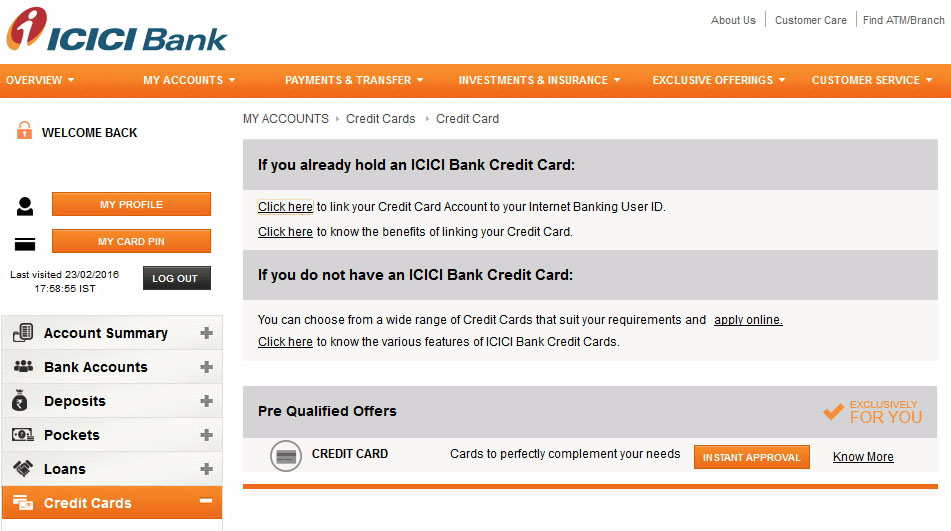 ICICI Bank
About Us
Customer Care
Find ATM/Branch
OVERVIEW
MY ACCOUNTS
PAYMENTS & TRANSFER
INVESTMENTS & INSURANCE
EXCLUSIVE OFFERINGS
CUSTOMER SERVICE
WELCOME BACK
MY PROFILE
MY CARD PIN
Last visited 23/02/2016
17:58:55 IST
LOG OUT
Account Summary
Bank Accounts
Deposits
Pockets
Loans
Credit Cards
MY ACCOUNTS Credit Cards Credit Card
If you already hold an ICICI Bank Credit Card:
Click here to link your Credit Card Account to your Internet Banking User ID.
Click here to know the benefits of linking your Credit Card.
If you do not have an ICICI Bank Credit Card:
You can choose from a wide range of Credit Cards that suit your requirements and apply online.
Click here to know the various features of ICICI Bank Credit Cards.
Pre Qualified Offers
EXCLUSIVELY
FOR YOU
CREDIT CARD
Cards to perfectly complement your needs
INSTANT APPROVAL
Know More